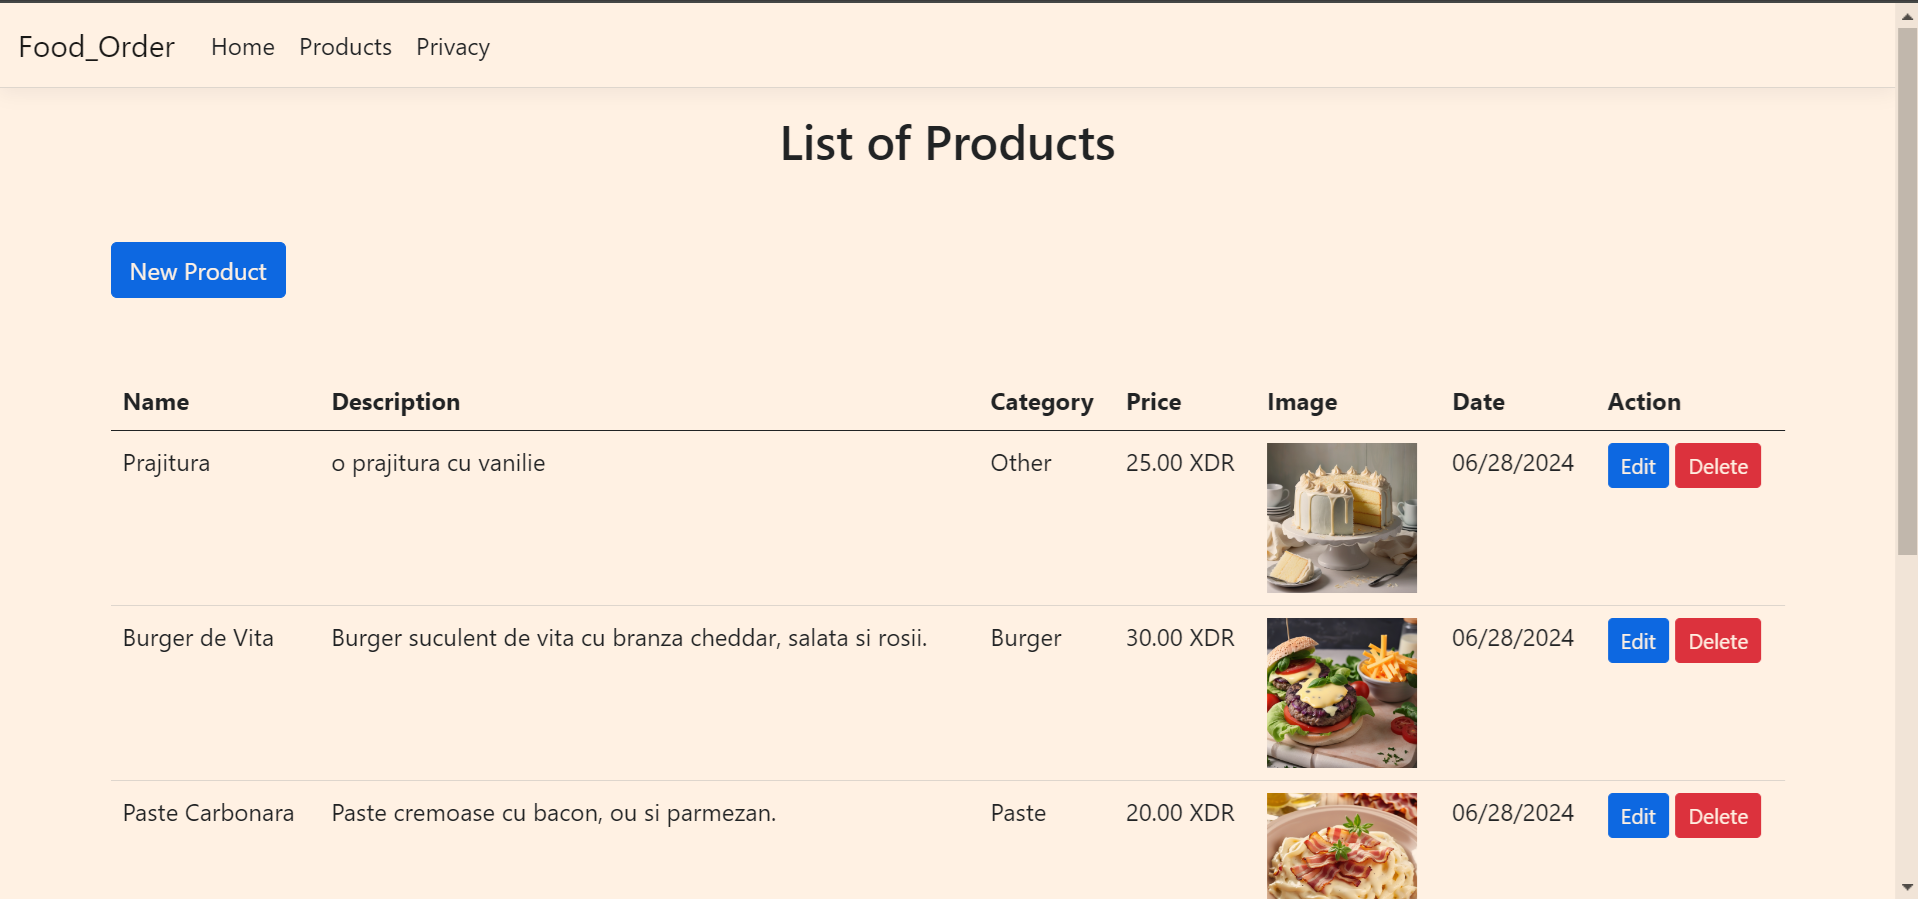 Food_Order Home Products Privacy
List of Products
New Product
Name Description Category Price Image Date Action
Prajitura o prajitura cu vanilie Other 25.00 XDR 06/28/2024 Edit Delete
Burger de Vita Burger suculent de vita cu branza cheddar, salata si rosii. Burger 30.00 XDR 06/28/2024 Edit Delete
Paste Carbonara Paste cremoase cu bacon, ou si parmezan. Paste 20.00 XDR 06/28/2024 Edit Delete